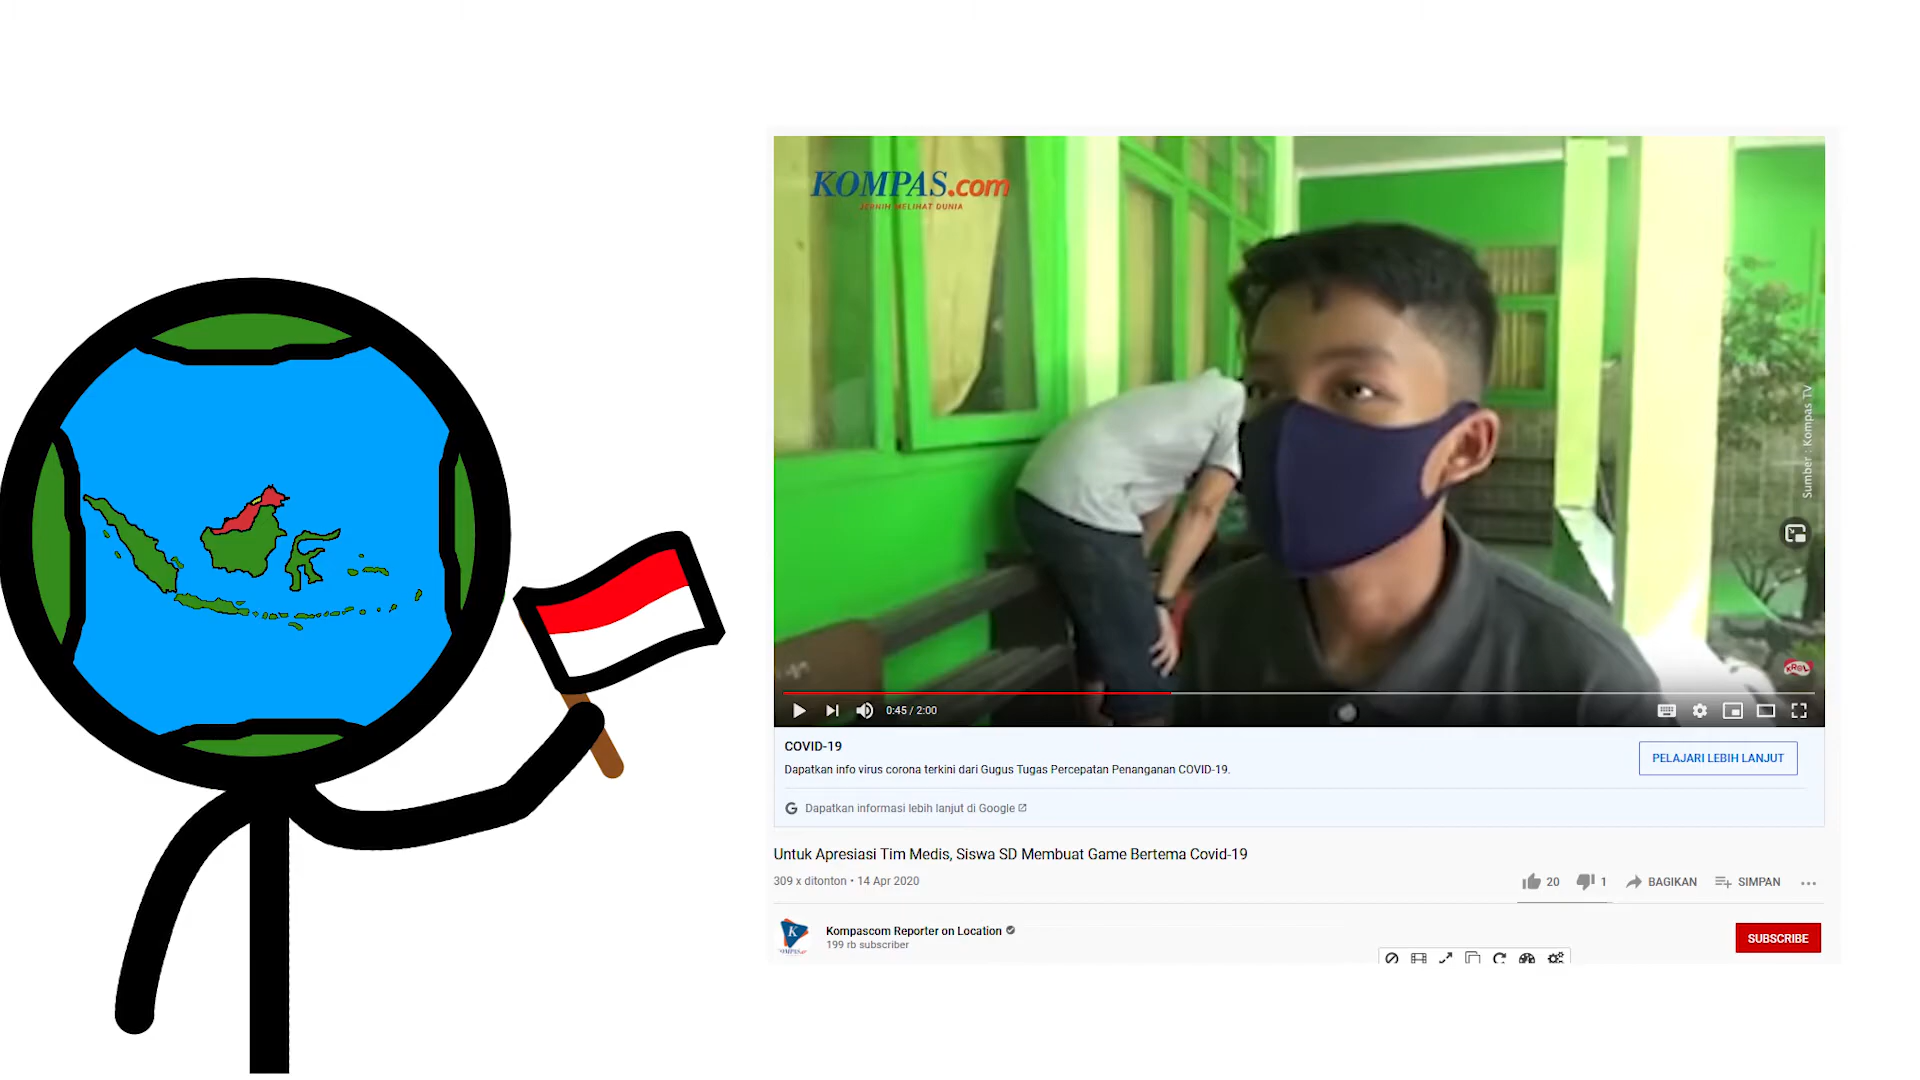 KOMPAS.com
JERNIH MELIHAT DUNIA
Sumber : Kompas TV
0:45 / 2:00
COVID-19
Dapatkan info virus corona terkini dari Gugus Tugas Percepatan Penanganan COVID-19.
PELAJARI LEBIH LANJUT
Dapatkan informasi lebih lanjut di Google
Untuk Apresiasi Tim Medis, Siswa SD Membuat Game Bertema Covid-19
309 x ditonton • 14 Apr 2020
20
1
BAGIKAN
SIMPAN
Kompascom Reporter on Location
199 rb subscriber
SUBSCRIBE